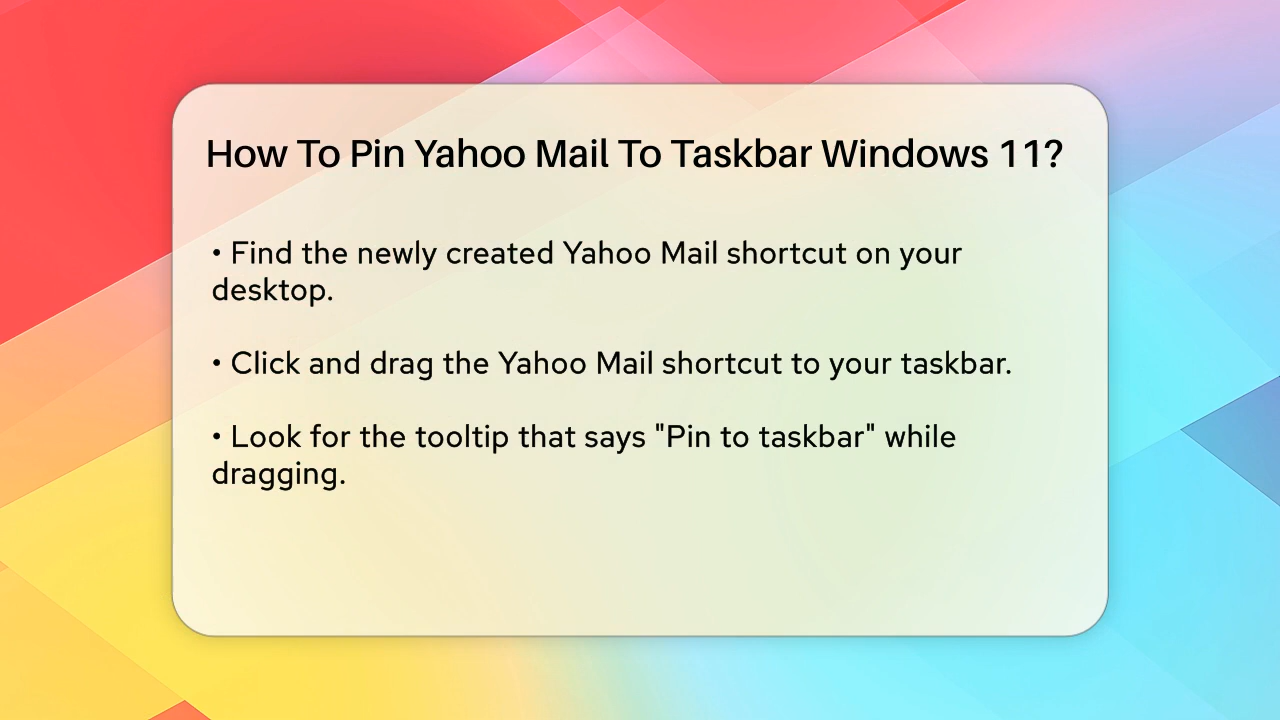 How To Pin Yahoo Mail To Taskbar Windows 11?
• Find the newly created Yahoo Mail shortcut on your
desktop.
• Click and drag the Yahoo Mail shortcut to your taskbar.
• Look for the tooltip that says "Pin to taskbar" while
dragging.